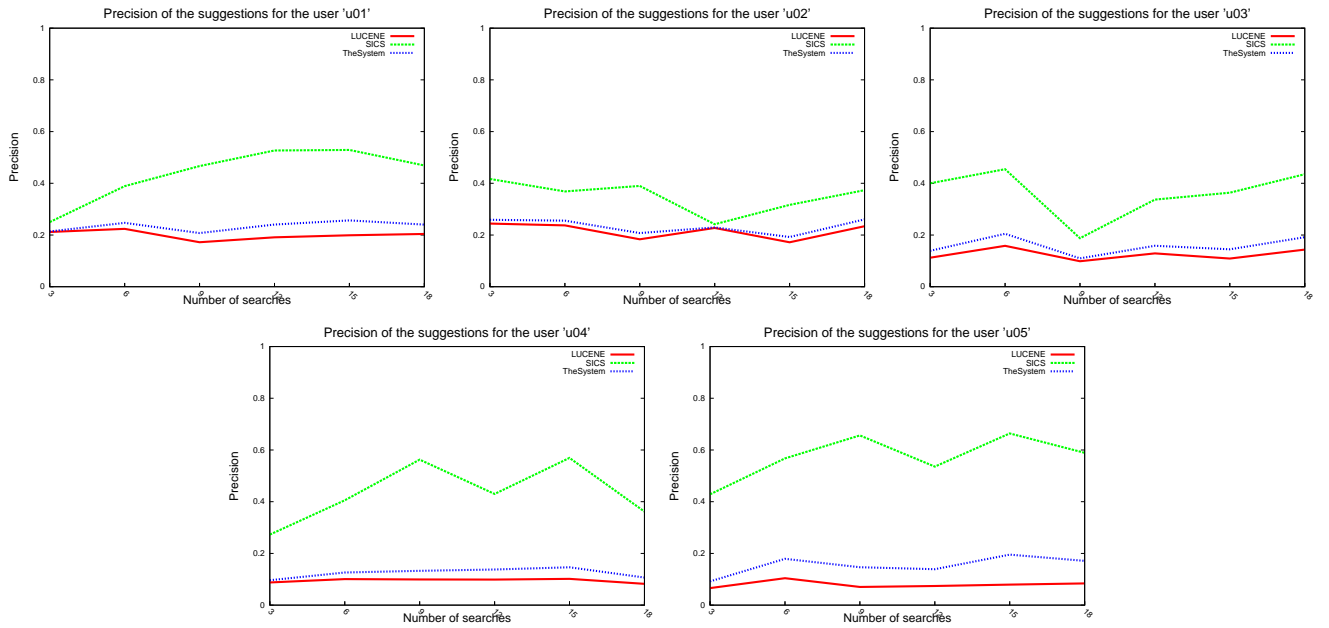 Precision of the suggestions for the user 'u01'
LUCENE
SICS
TheSystem
1
0.8
0.6
0.4
0.2
0
Precision
3 6 9 12 15 18
Number of searches
Precision of the suggestions for the user 'u02'
LUCENE
SICS
TheSystem
1
0.8
0.6
0.4
0.2
0
Precision
3 6 9 12 15 18
Number of searches
Precision of the suggestions for the user 'u03'
LUCENE
SICS
TheSystem
1
0.8
0.6
0.4
0.2
0
Precision
3 6 9 12 15 18
Number of searches
Precision of the suggestions for the user 'u04'
LUCENE
SICS
TheSystem
1
0.8
0.6
0.4
0.2
0
Precision
3 6 9 12 15 18
Number of searches
Precision of the suggestions for the user 'u05'
LUCENE
SICS
TheSystem
1
0.8
0.6
0.4
0.2
0
Precision
3 6 9 12 15 18
Number of searches